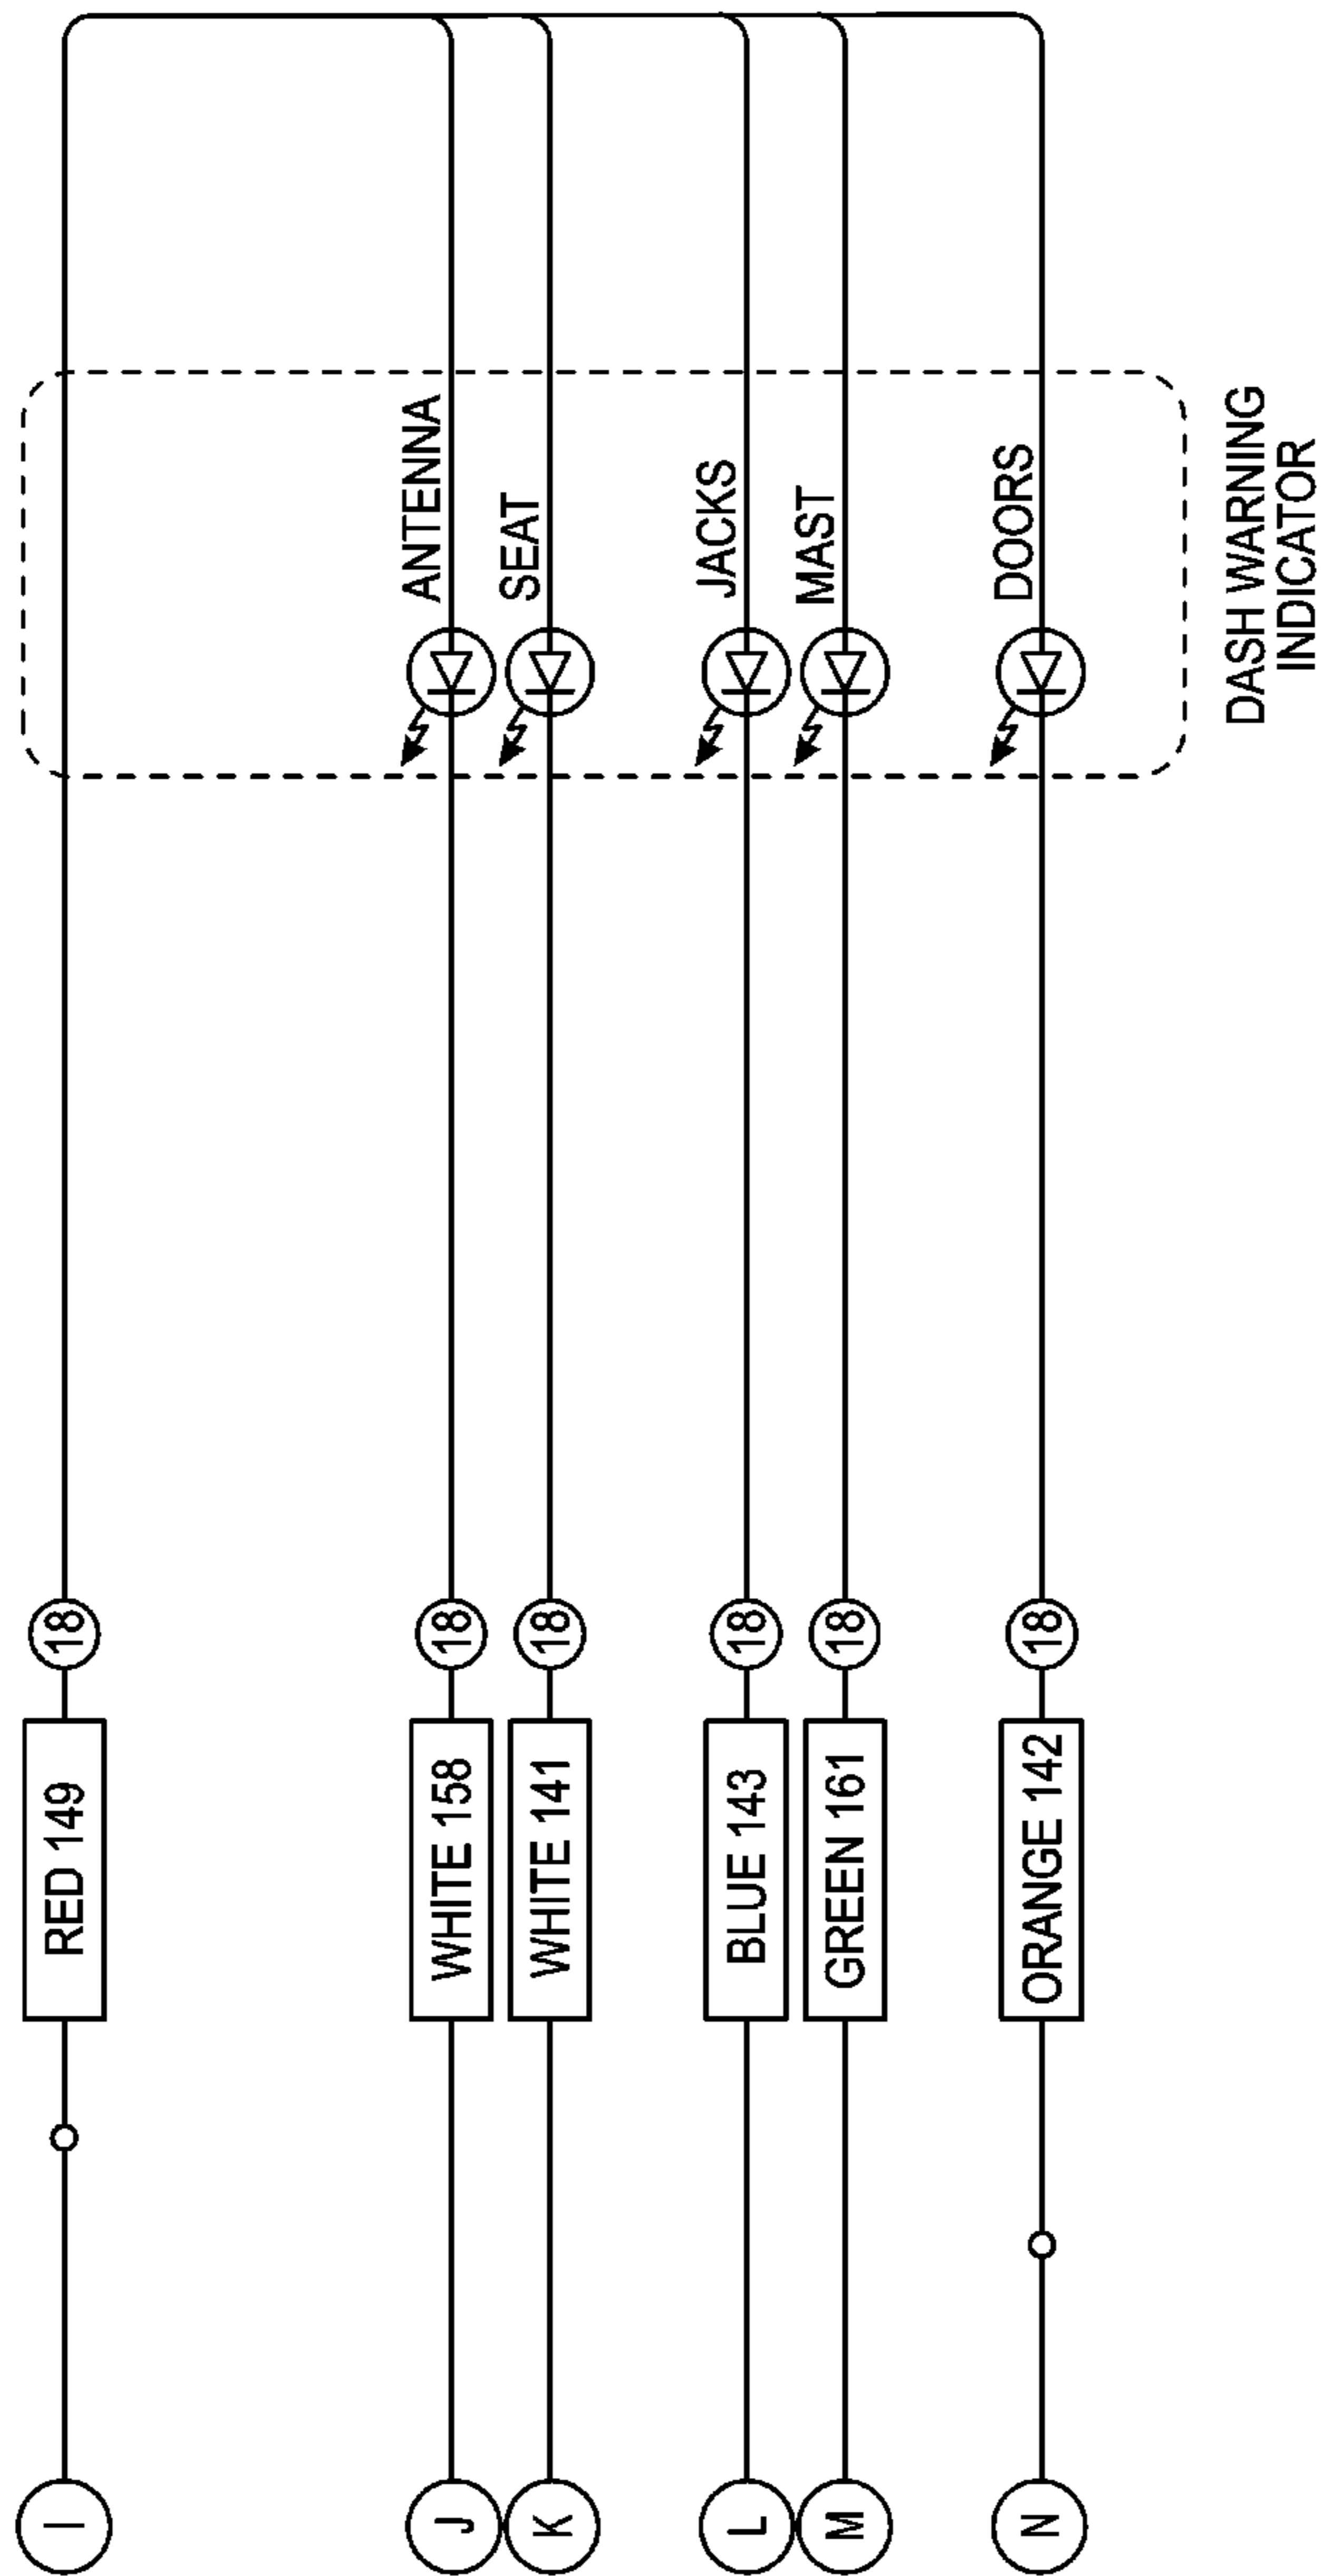 I
RED 149
18
J
WHITE 158
18
ANTENNA
K
WHITE 141
18
SEAT
L
BLUE 143
18
JACKS
M
GREEN 161
18
MAST
N
ORANGE 142
18
DOORS
DASH WARNING
INDICATOR